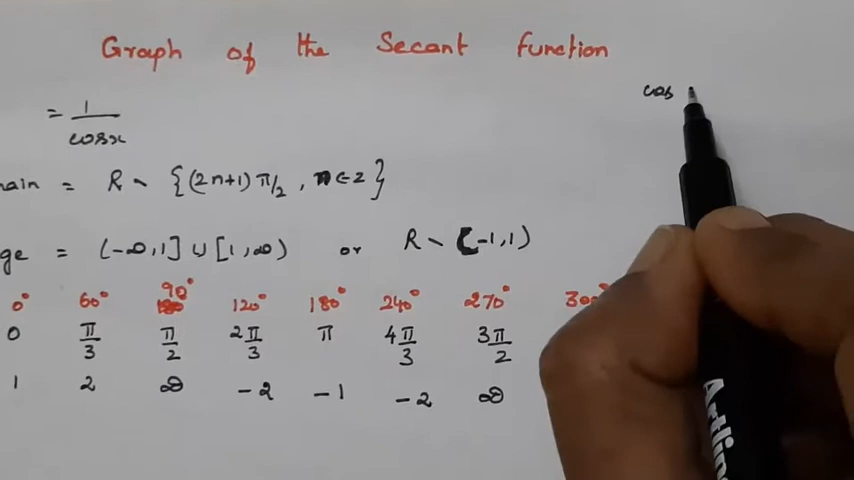 Graph of the Secant function
cos
= 1/cosx
main = R \ {(2n+1) π/2 , n ∈ Z}
ge = (-∞,1] ∪ [1,∞) or R \ (-1,1)
0° 60° 90° 120° 180° 240° 270° 300°
0 π/3 π/2 2π/3 π 4π/3 3π/2
1 2 ∞ -2 -1 -2 ∞
Artline